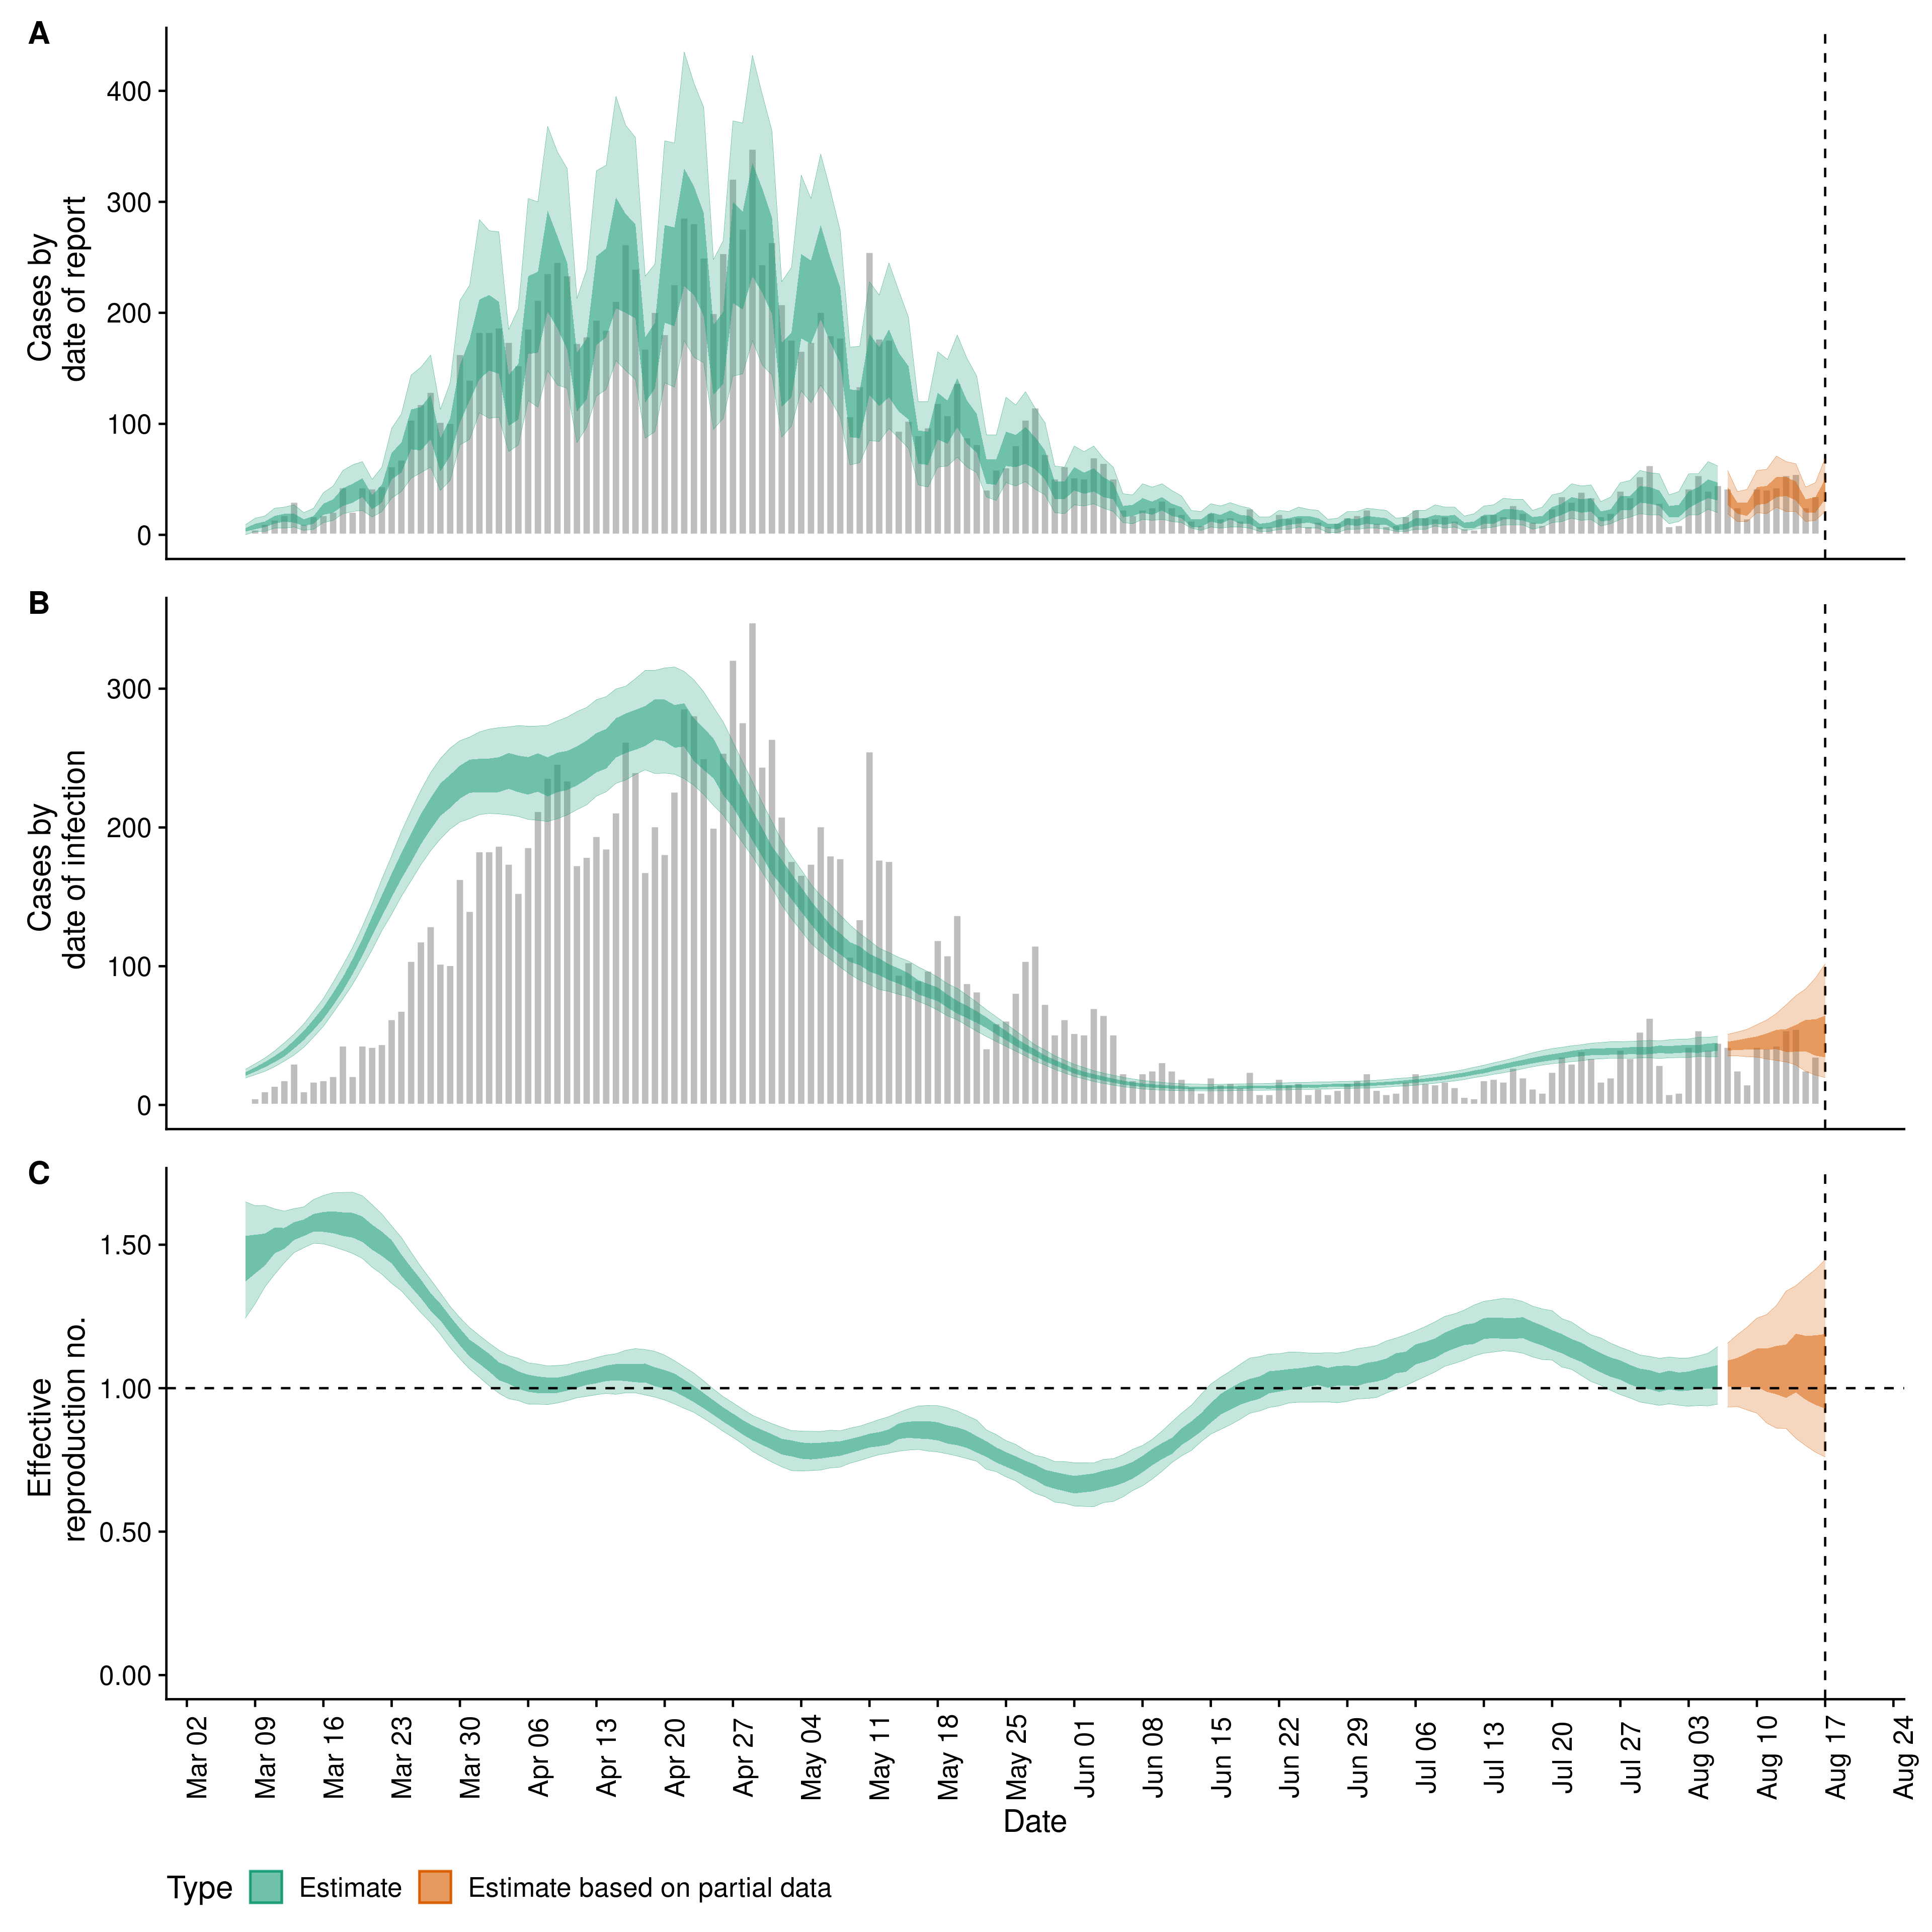 A
Cases by
date of report
400
300
200
100
0
B
Cases by
date of infection
300
200
100
0
C
Effective
reproduction no.
1.50
1.00
0.50
0.00
Mar 02
Mar 09
Mar 16
Mar 23
Mar 30
Apr 06
Apr 13
Apr 20
Apr 27
May 04
May 11
May 18
May 25
Jun 01
Jun 08
Jun 15
Jun 22
Jun 29
Jul 06
Jul 13
Jul 20
Jul 27
Aug 03
Aug 10
Aug 17
Aug 24
Date
Type Estimate Estimate based on partial data